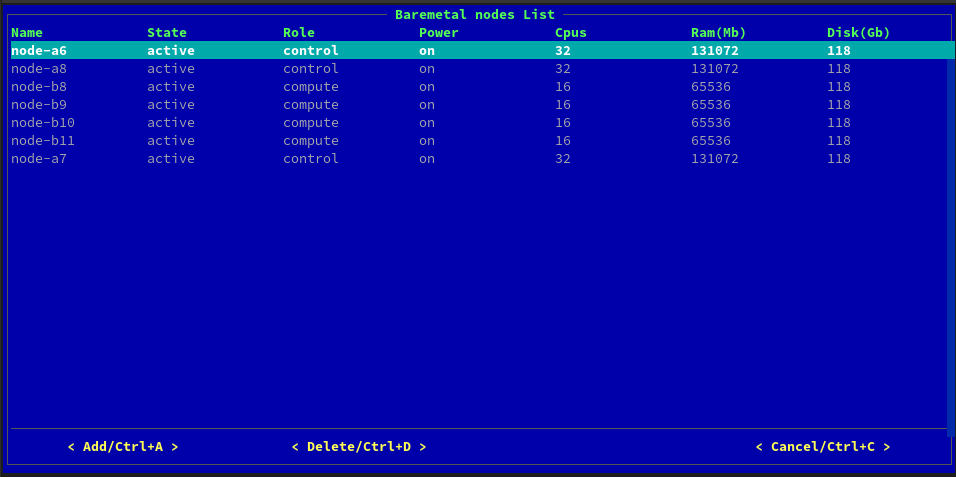 Baremetal nodes List
Name State Role Power Cpus Ram(Mb) Disk(Gb)
node-a6 active control on 32 131072 118
node-a8 active control on 32 131072 118
node-b8 active compute on 16 65536 118
node-b9 active compute on 16 65536 118
node-b10 active compute on 16 65536 118
node-b11 active compute on 16 65536 118
node-a7 active control on 32 131072 118
< Add/Ctrl+A > < Delete/Ctrl+D > < Cancel/Ctrl+C >